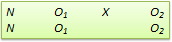 N O₁ X O₂
N O₁ O₂